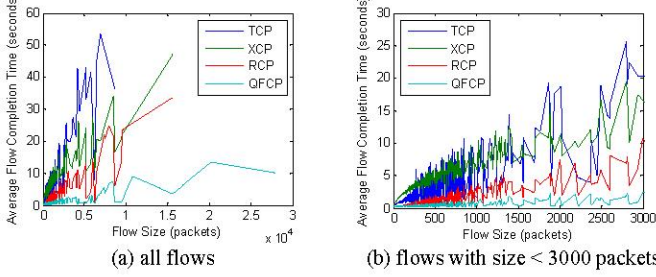 Average Flow Completion Time (seconds)
60
50
40
30
20
10
0
TCP
XCP
RCP
QFCP
0
0.5
1
1.5
2
2.5
3
x 10^4
Flow Size (packets)
(a) all flows
Average Flow Completion Time (seconds)
30
25
20
15
10
5
0
TCP
XCP
RCP
QFCP
0
500
1000
1500
2000
2500
3000
Flow Size (packets)
(b) flows with size < 3000 packets